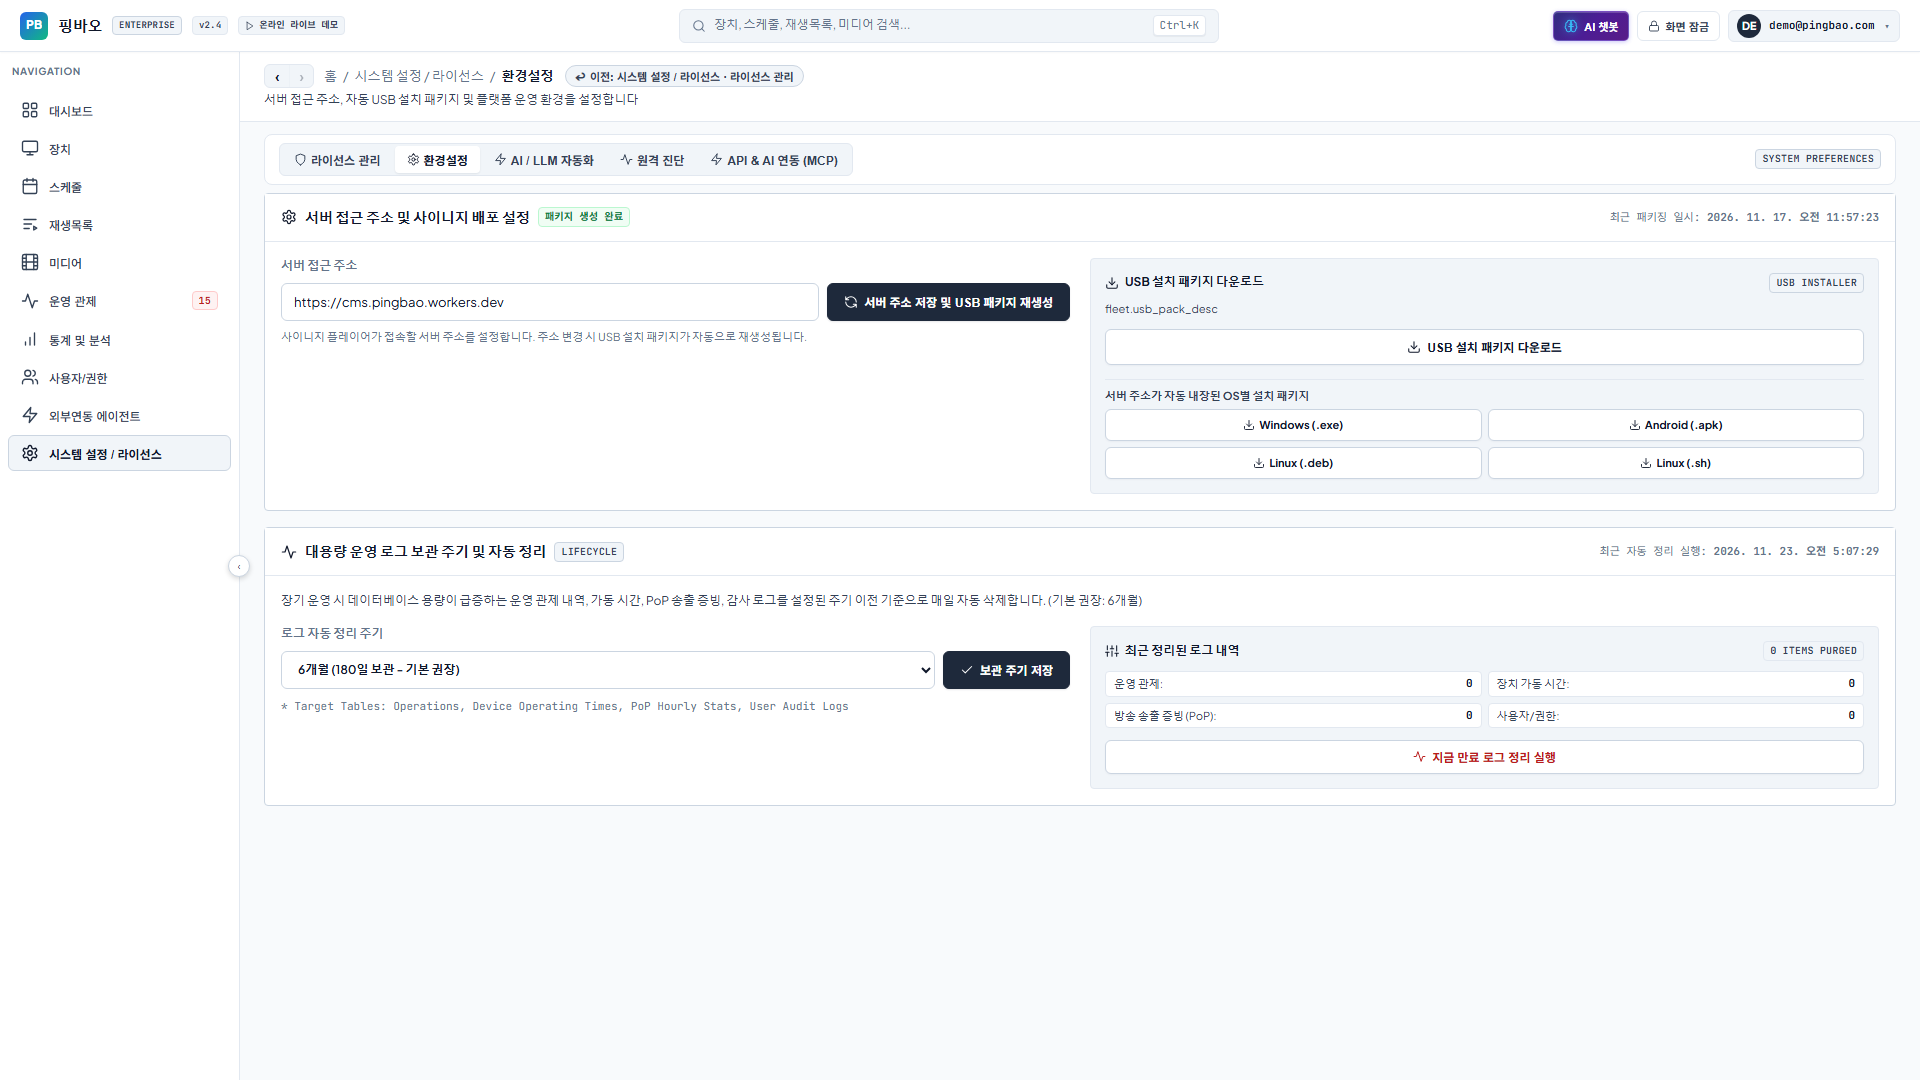 PB 핑바오 ENTERPRISE v2.4 온라인 라이브 데모
장치, 스케줄, 재생목록, 미디어 검색... Ctrl+K
AI 챗봇
화면 잠금
DE demo@pingbao.com
NAVIGATION
대시보드
장치
스케줄
재생목록
미디어
운영 관제 15
통계 및 분석
사용자/권한
외부연동 에이전트
시스템 설정 / 라이선스
홈 / 시스템 설정 / 라이선스 / 환경설정 ↩ 이전: 시스템 설정 / 라이선스 · 라이선스 관리
서버 접근 주소, 자동 USB 설치 패키지 및 플랫폼 운영 환경을 설정합니다
라이선스 관리 환경설정 AI / LLM 자동화 원격 진단 API & AI 연동 (MCP)
SYSTEM PREFERENCES
서버 접근 주소 및 사이니지 배포 설정 패키지 생성 완료
최근 패키징 일시: 2026. 11. 17. 오전 11:57:23
서버 접근 주소
https://cms.pingbao.workers.dev
서버 주소 저장 및 USB 패키지 재생성
사이니지 플레이어가 접속할 서버 주소를 설정합니다. 주소 변경 시 USB 설치 패키지가 자동으로 재생성됩니다.
USB 설치 패키지 다운로드
USB INSTALLER
fleet.usb_pack_desc
USB 설치 패키지 다운로드
서버 주소가 자동 내장된 OS별 설치 패키지
Windows (.exe)
Android (.apk)
Linux (.deb)
Linux (.sh)
대용량 운영 로그 보관 주기 및 자동 정리 LIFECYCLE
최근 자동 정리 실행: 2026. 11. 23. 오전 5:07:29
장기 운영 시 데이터베이스 용량이 급증하는 운영 관제 내역, 가동 시간, PoP 송출 증빙, 감사 로그를 설정된 주기 이전 기준으로 매일 자동 삭제합니다. (기본 권장: 6개월)
로그 자동 정리 주기
6개월 (180일 보관 - 기본 권장)
보관 주기 저장
* Target Tables: Operations, Device Operating Times, PoP Hourly Stats, User Audit Logs
최근 정리된 로그 내역
0 ITEMS PURGED
운영 관제: 0
장치 가동 시간: 0
방송 송출 증빙(PoP): 0
사용자/권한: 0
지금 만료 로그 정리 실행